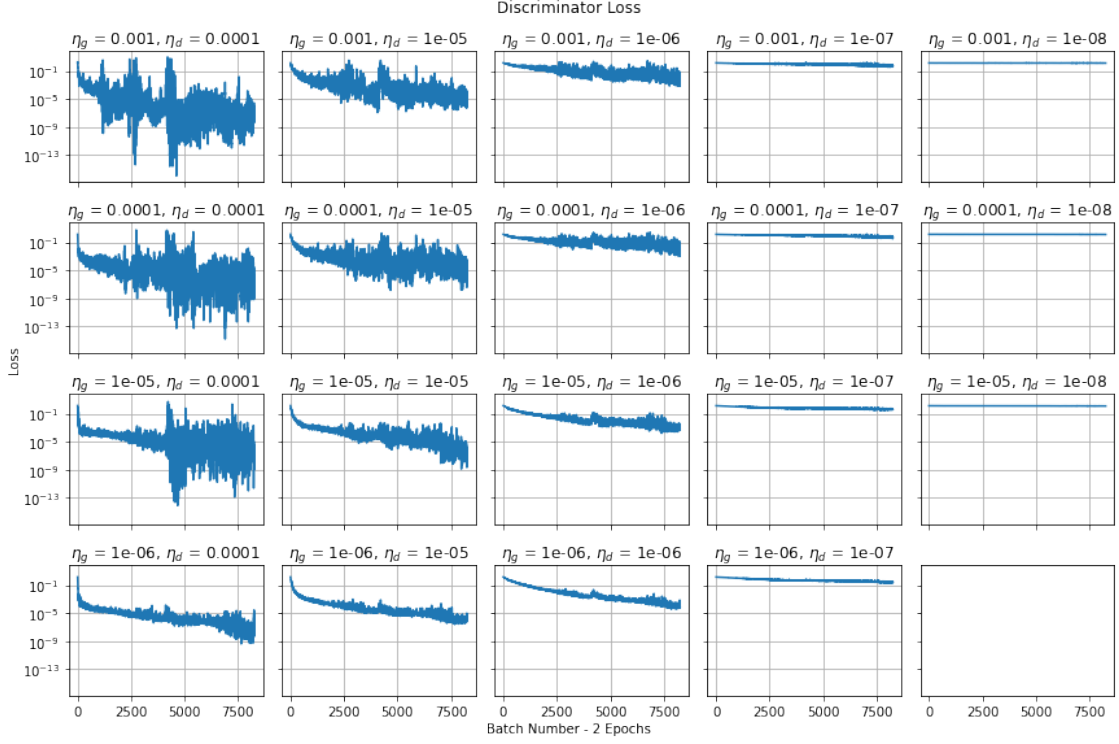 Discriminator Loss
η_g = 0.001, η_d = 0.0001
η_g = 0.001, η_d = 1e-05
η_g = 0.001, η_d = 1e-06
η_g = 0.001, η_d = 1e-07
η_g = 0.001, η_d = 1e-08
10⁻¹
10⁻⁵
10⁻⁹
10⁻¹³
0 2500 5000 7500
η_g = 0.0001, η_d = 0.0001
η_g = 0.0001, η_d = 1e-05
η_g = 0.0001, η_d = 1e-06
η_g = 0.0001, η_d = 1e-07
η_g = 0.0001, η_d = 1e-08
10⁻¹
10⁻⁵
10⁻⁹
10⁻¹³
Loss
η_g = 1e-05, η_d = 0.0001
η_g = 1e-05, η_d = 1e-05
η_g = 1e-05, η_d = 1e-06
η_g = 1e-05, η_d = 1e-07
η_g = 1e-05, η_d = 1e-08
10⁻¹
10⁻⁵
10⁻⁹
10⁻¹³
η_g = 1e-06, η_d = 0.0001
η_g = 1e-06, η_d = 1e-05
η_g = 1e-06, η_d = 1e-06
η_g = 1e-06, η_d = 1e-07
10⁻¹
10⁻⁵
10⁻⁹
10⁻¹³
0 2500 5000 7500
0 2500 5000 7500
0 2500 5000 7500
0 2500 5000 7500
0 2500 5000 7500
Batch Number - 2 Epochs